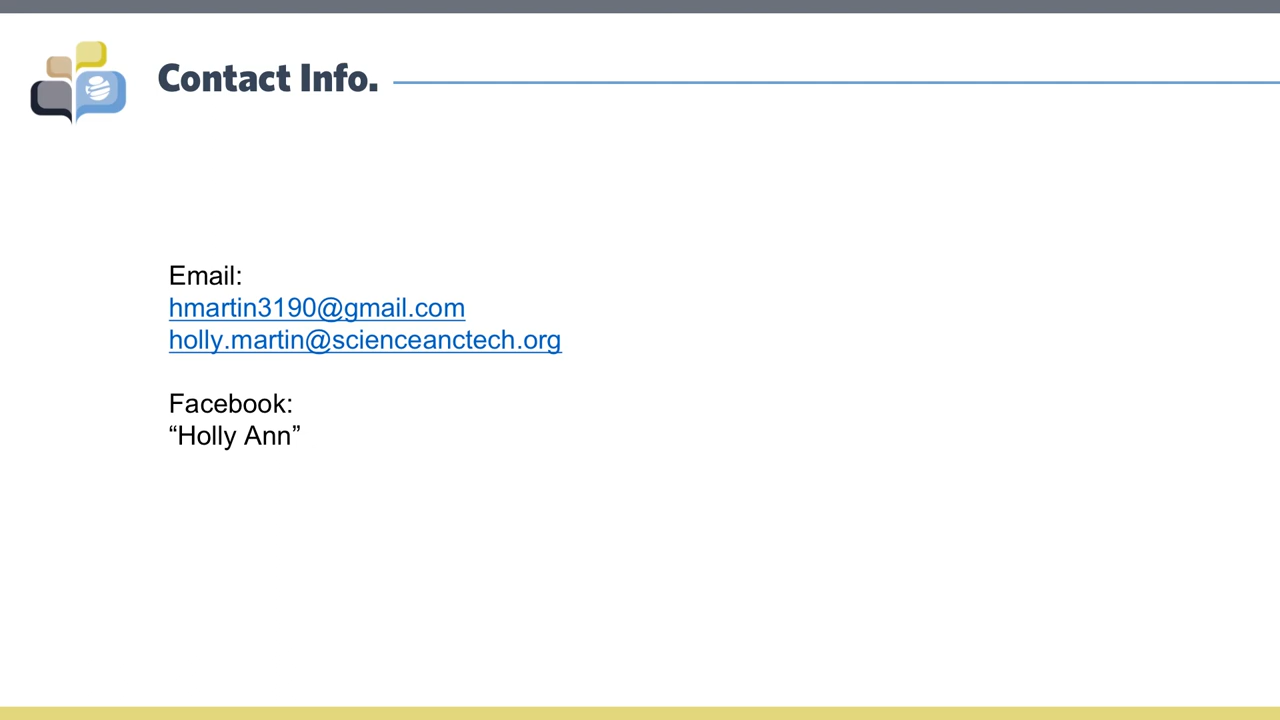 Contact Info.
Email:
hmartin3190@gmail.com
holly.martin@scienceanctech.org
Facebook:
“Holly Ann”